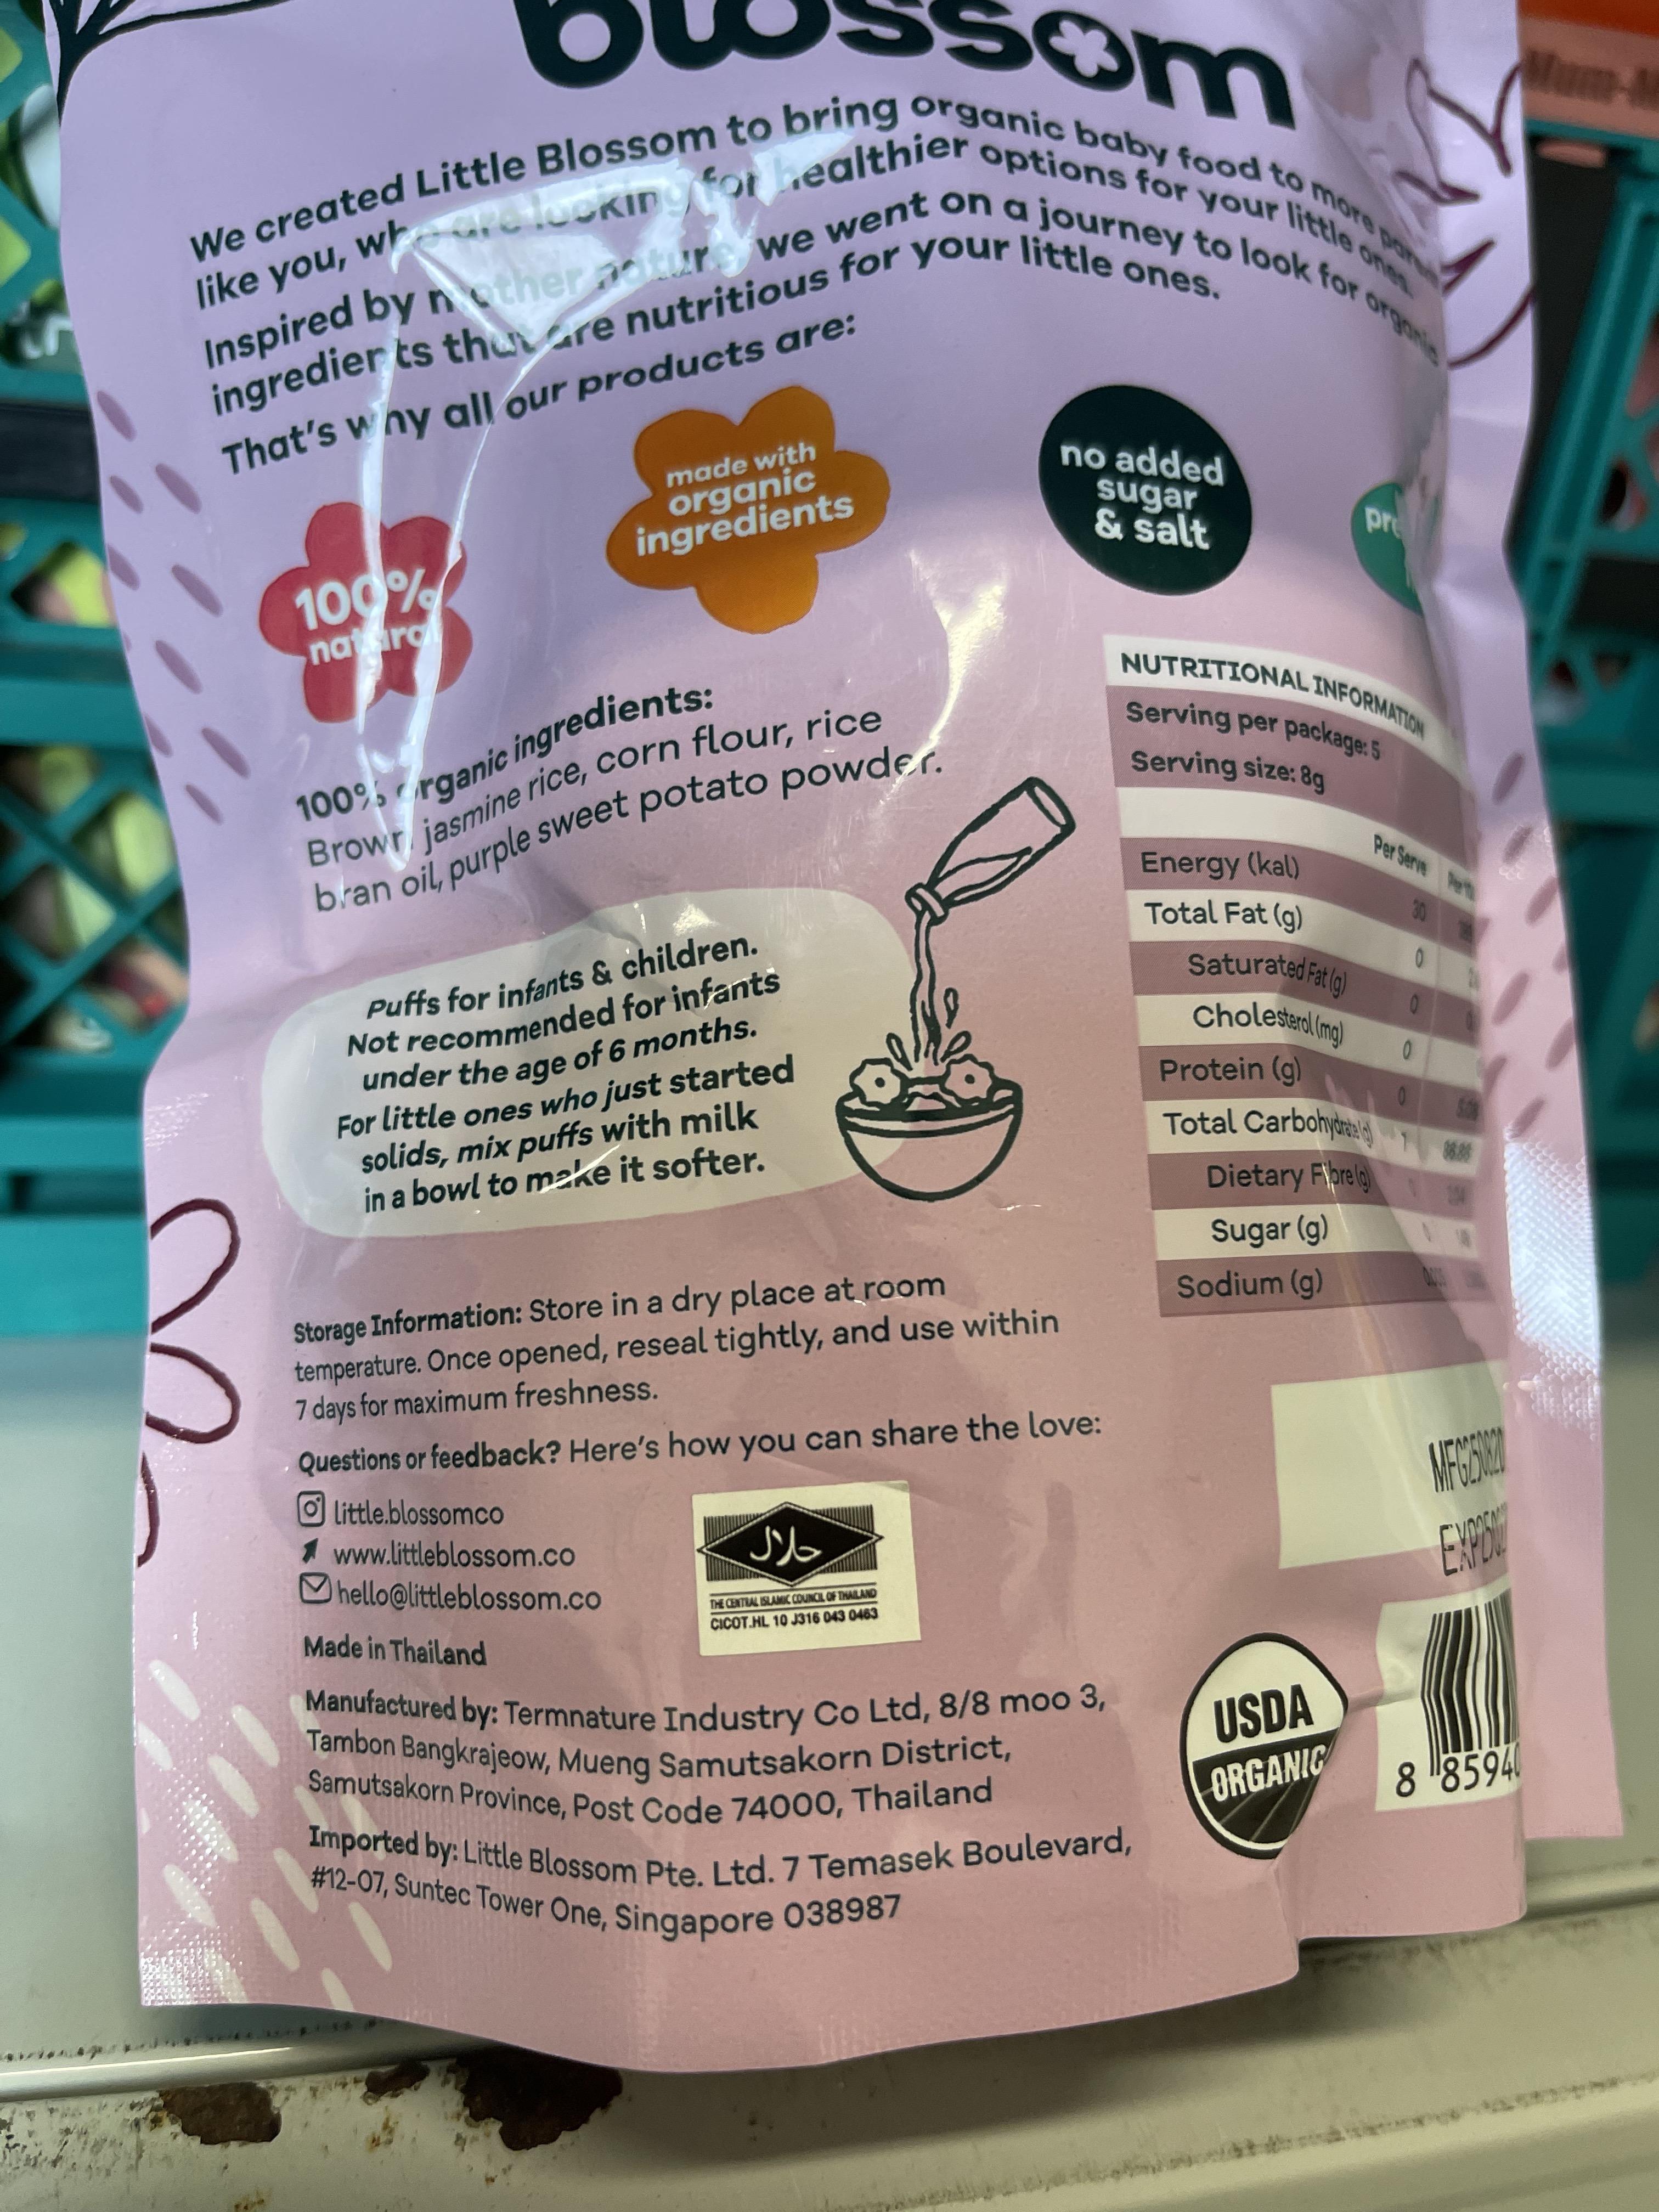 blossom
We created Little Blossom to bring organic baby food to more
like you, who are looking for healthier options for your little ones.
Inspired by mother nature, we went on a journey to look for organic
ingredients that are nutritious for your little ones.
That's why all our products are:
100%
natural
made with
organic
ingredients
no added
sugar
& salt
100% organic ingredients:
Brown jasmine rice, corn flour, rice
bran oil, purple sweet potato powder.
Puffs for infants & children.
Not recommended for infants
under the age of 6 months.
For little ones who just started
solids, mix puffs with milk
in a bowl to make it softer.
NUTRITIONAL INFORMATION
Serving per package: 5
Serving size: 8g
Per Serve
Energy (kal) 30
Total Fat (g) 0
Saturated Fat (g) 0
Cholesterol (mg) 0
Protein (g) 0
Total Carbohydrate (g) 7
Dietary Fibre (g)
Sugar (g)
Sodium (g)
Storage Information: Store in a dry place at room
temperature. Once opened, reseal tightly, and use within
7 days for maximum freshness.
Questions or feedback? Here's how you can share the love:
little.blossomco
www.littleblossom.co
hello@littleblossom.co
حلال
THE CENTRAL ISLAMIC COUNCIL OF THAILAND
CICOT.HL 10 J316 043 0463
Made in Thailand
Manufactured by: Termnature Industry Co Ltd, 8/8 moo 3,
Tambon Bangkrajeow, Mueng Samutsakorn District,
Samutsakorn Province, Post Code 74000, Thailand
Imported by: Little Blossom Pte. Ltd. 7 Temasek Boulevard,
#12-07, Suntec Tower One, Singapore 038987
USDA
ORGANIC
8 8594